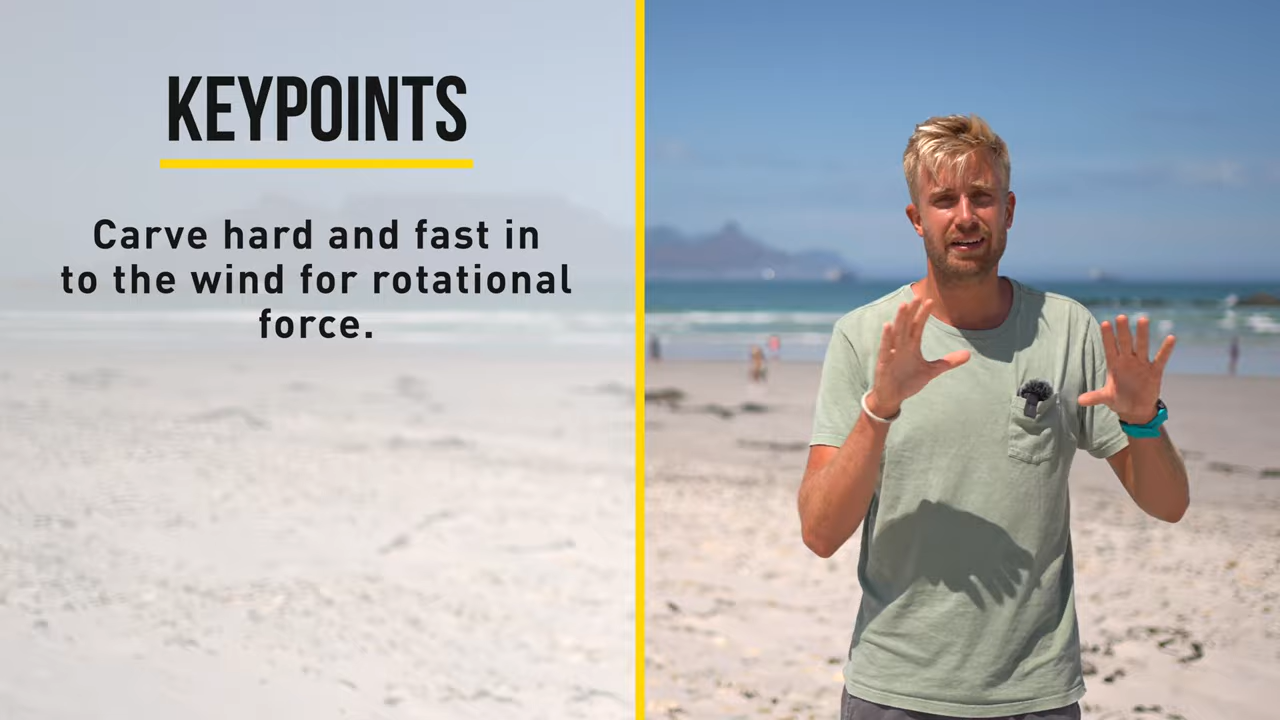 KEYPOINTS
Carve hard and fast in
to the wind for rotational
force.